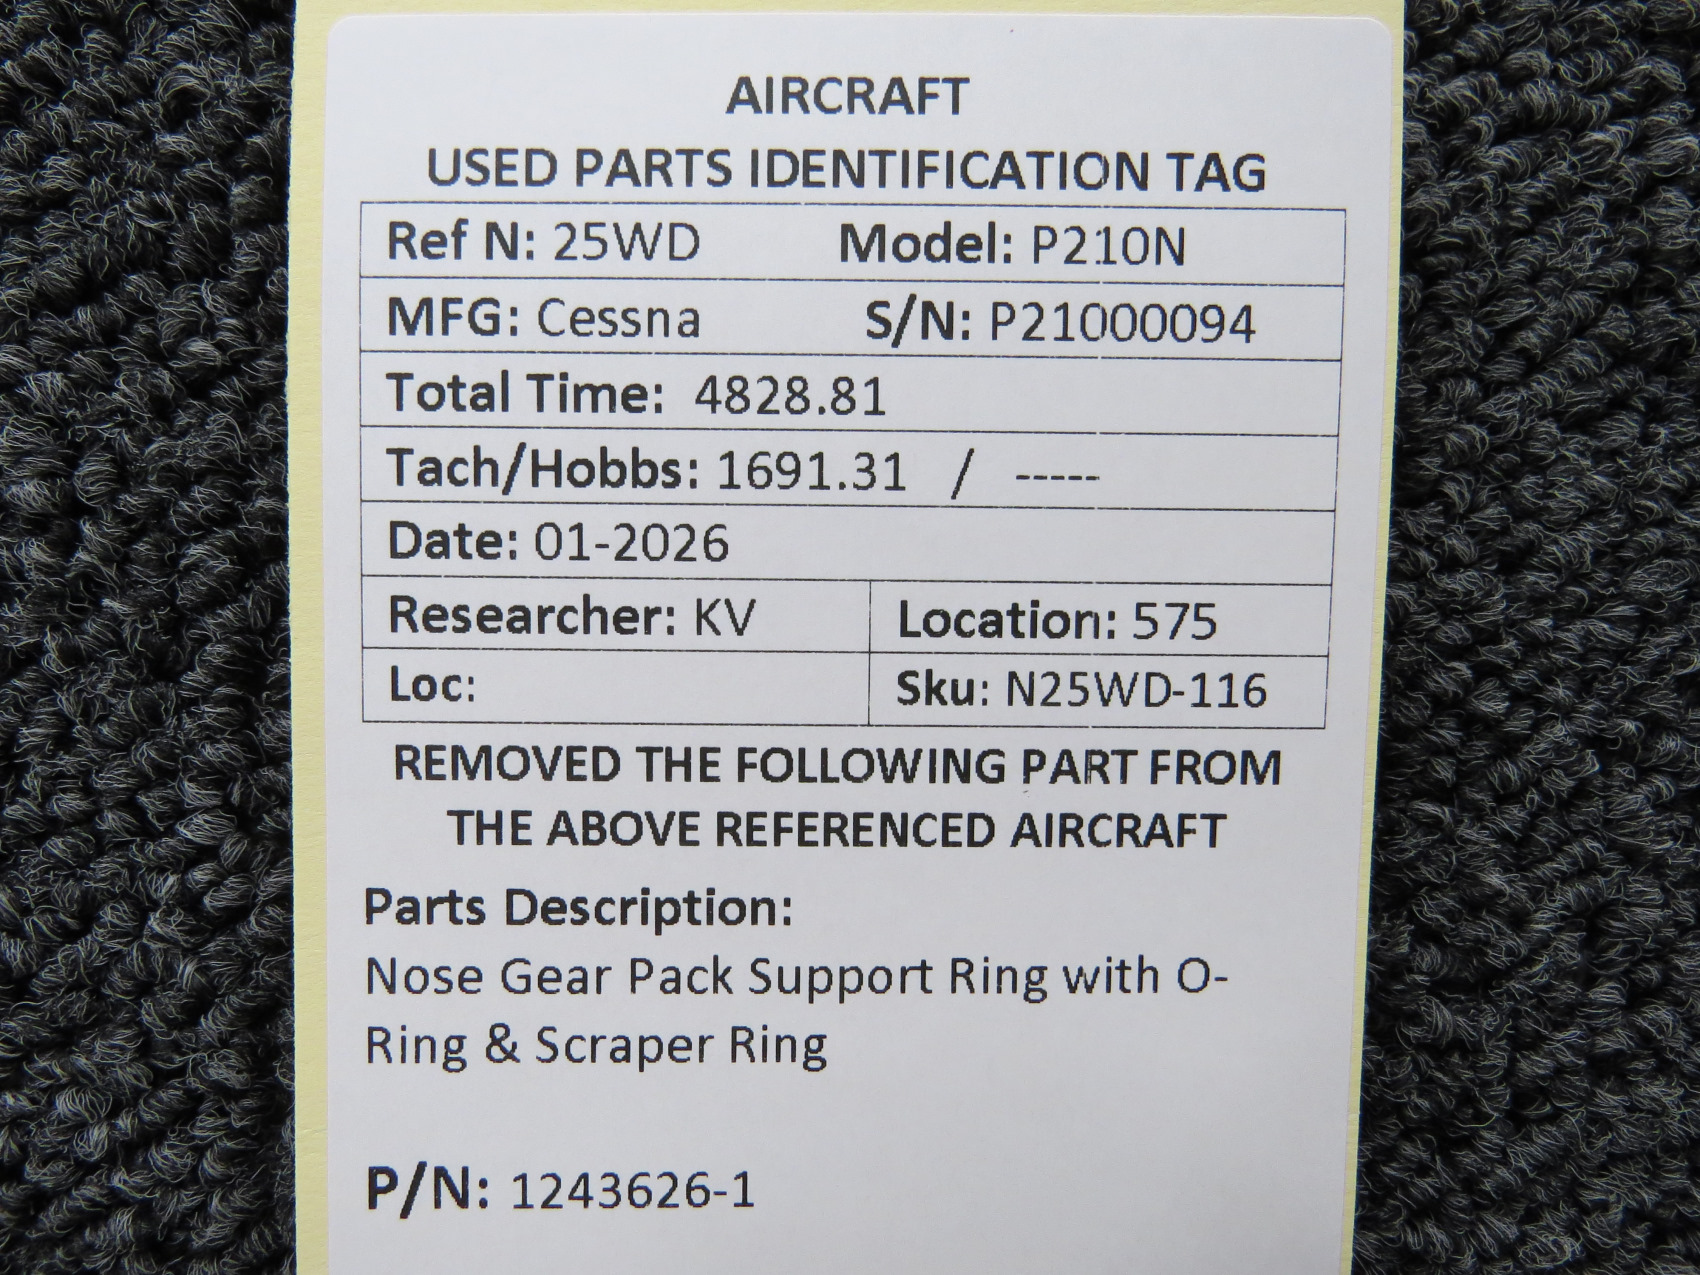 AIRCRAFT
USED PARTS IDENTIFICATION TAG
Ref N: 25WD Model: P210N
MFG: Cessna S/N: P21000094
Total Time: 4828.81
Tach/Hobbs: 1691.31 / -----
Date: 01-2026
Researcher: KV Location: 575
Loc: Sku: N25WD-116
REMOVED THE FOLLOWING PART FROM
THE ABOVE REFERENCED AIRCRAFT
Parts Description:
Nose Gear Pack Support Ring with O-
Ring & Scraper Ring
P/N: 1243626-1